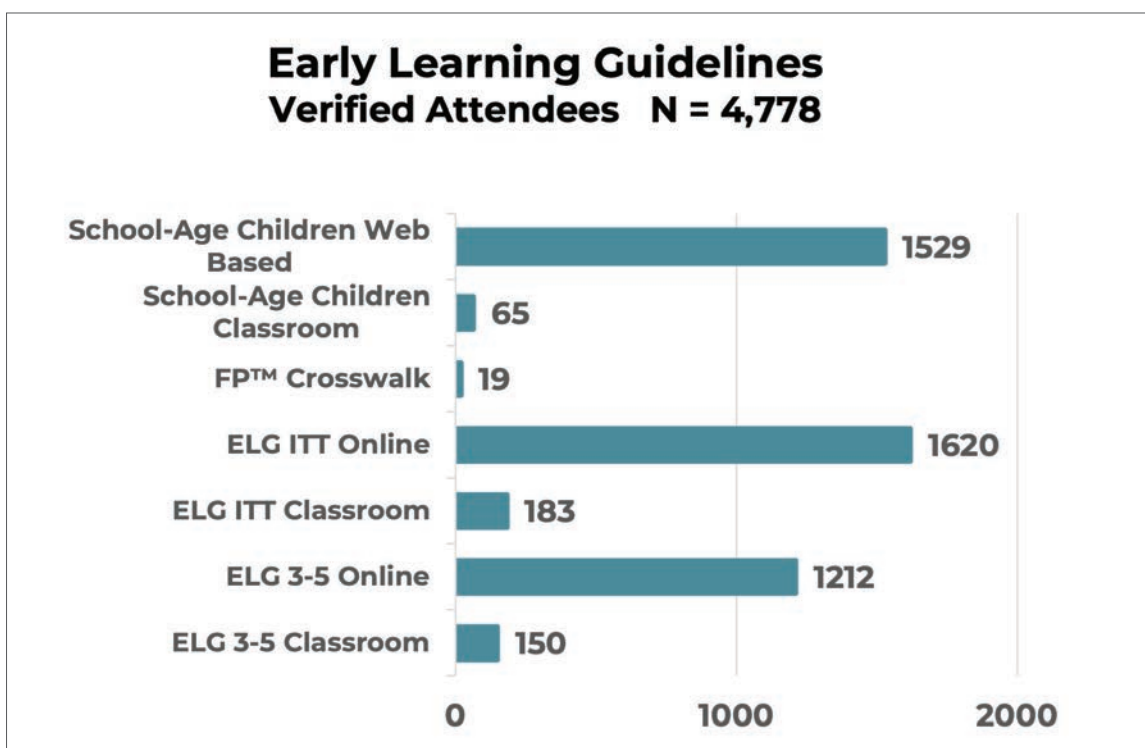 Early Learning Guidelines
Verified Attendees N = 4,778
School-Age Children Web
Based
1529
School-Age Children
Classroom
65
FP™ Crosswalk
19
ELG ITT Online
1620
ELG ITT Classroom
183
ELG 3-5 Online
1212
ELG 3-5 Classroom
150
0 1000 2000